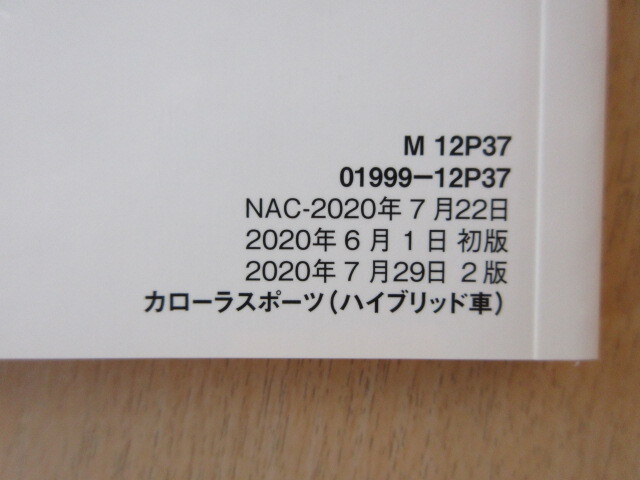 M 12P37
01999ー12P37
NAC-2020年7月22日
2020年6月1日 初版
2020年7月29日 2版
カローラスポーツ(ハイブリッド車)